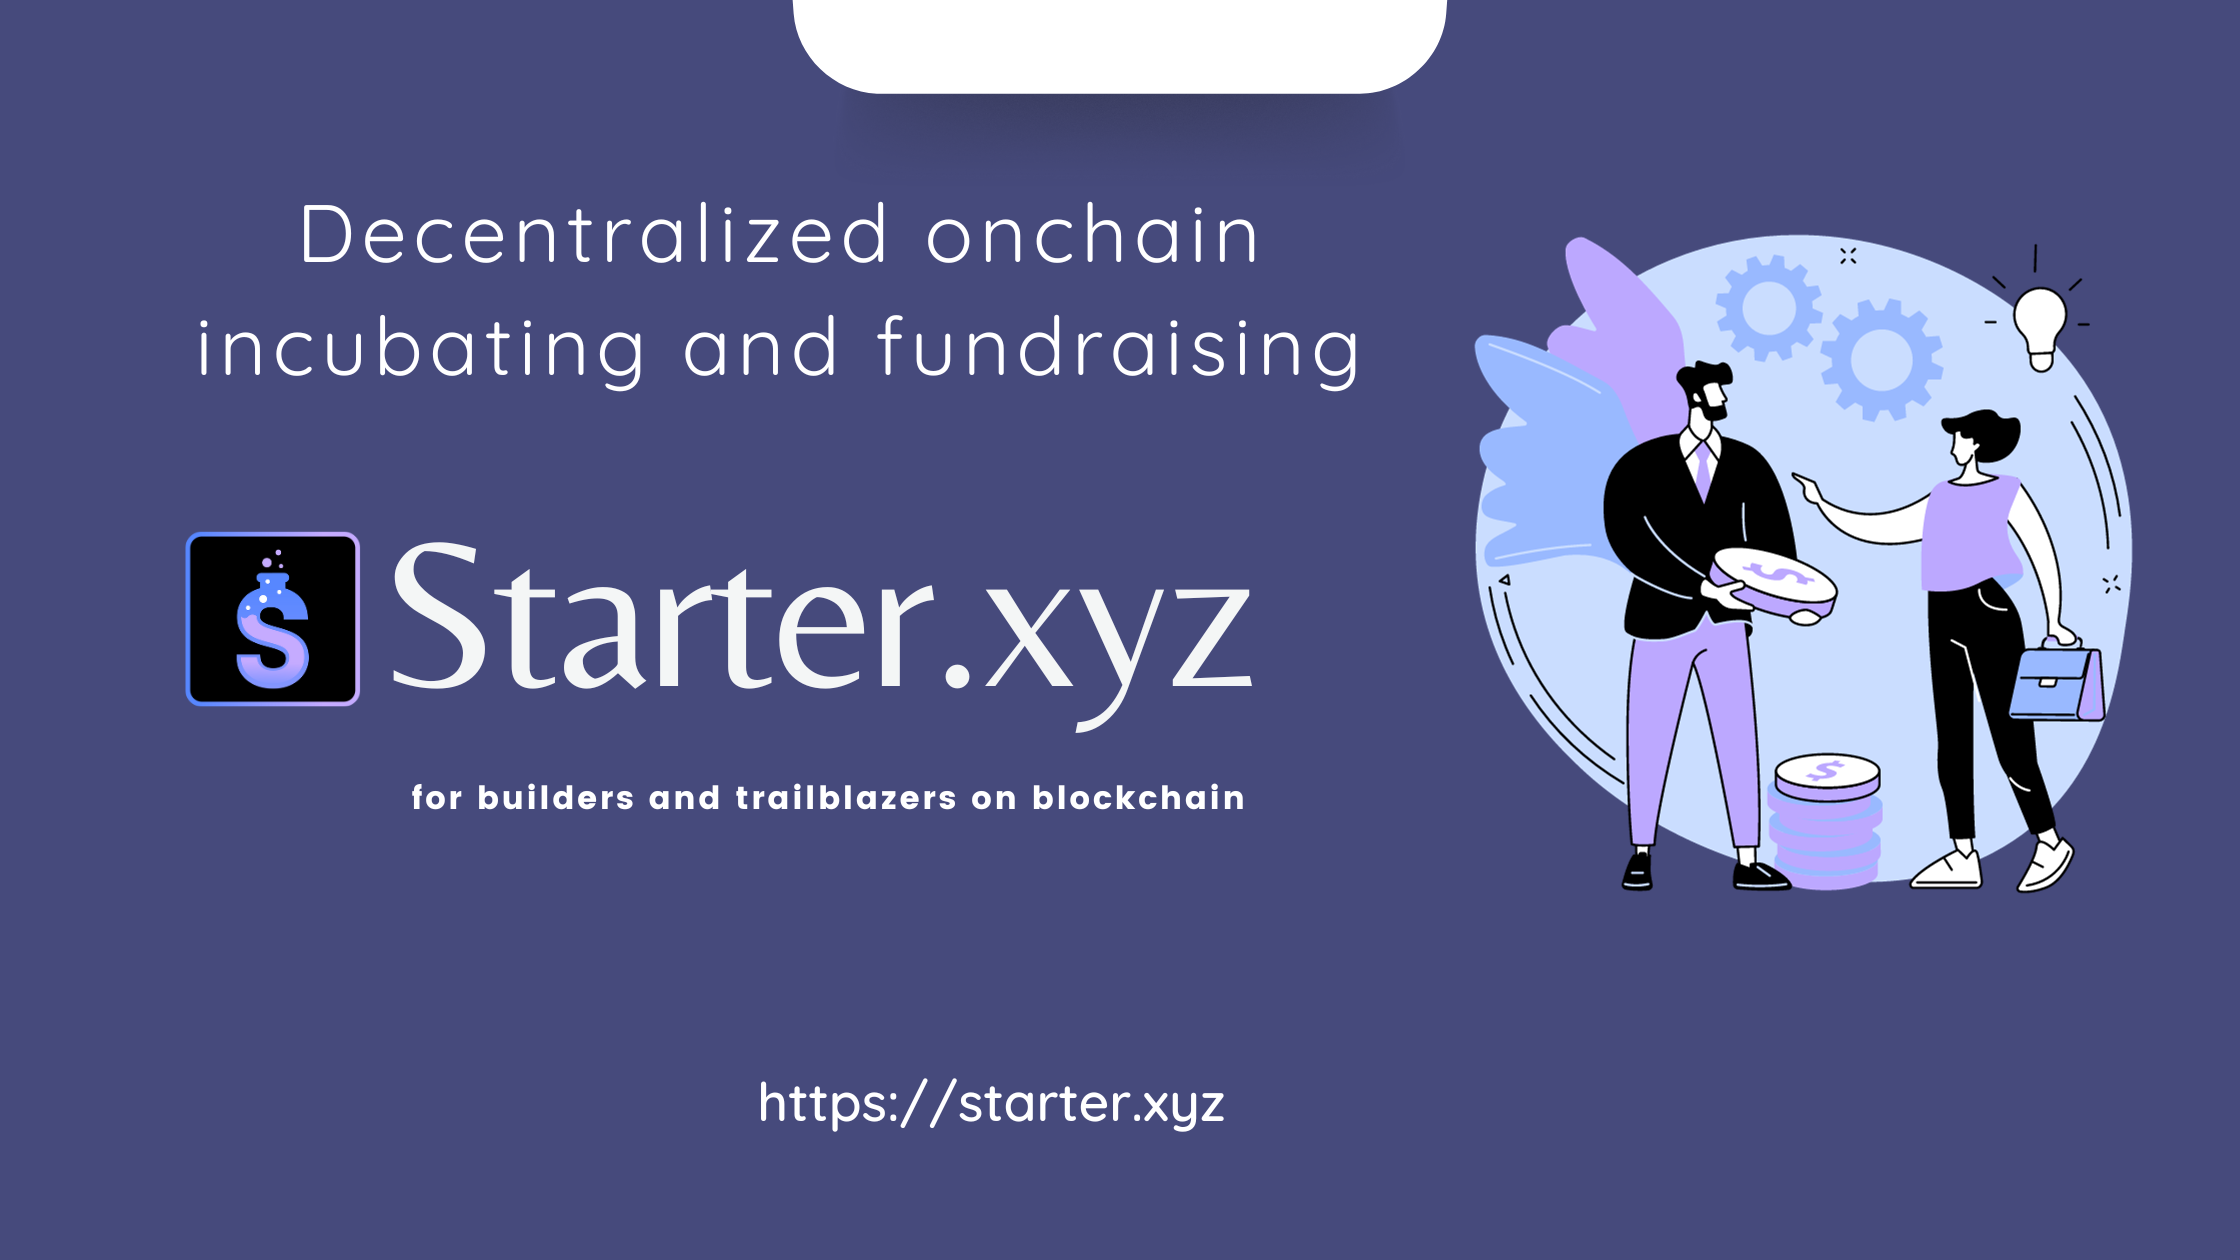 Decentralized onchain
incubating and fundraising
S
Starter.xyz
for builders and trailblazers on blockchain
$
$
https://starter.xyz